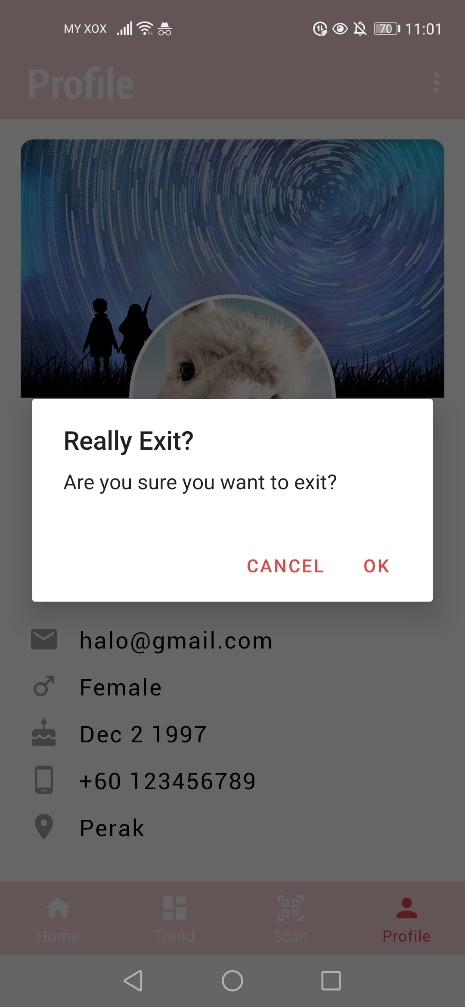 MY XOX
70 11:01
Profile
Really Exit?
Are you sure you want to exit?
CANCEL OK
halo@gmail.com
Female
Dec 2 1997
+60 123456789
Perak
Home Trend Scan Profile